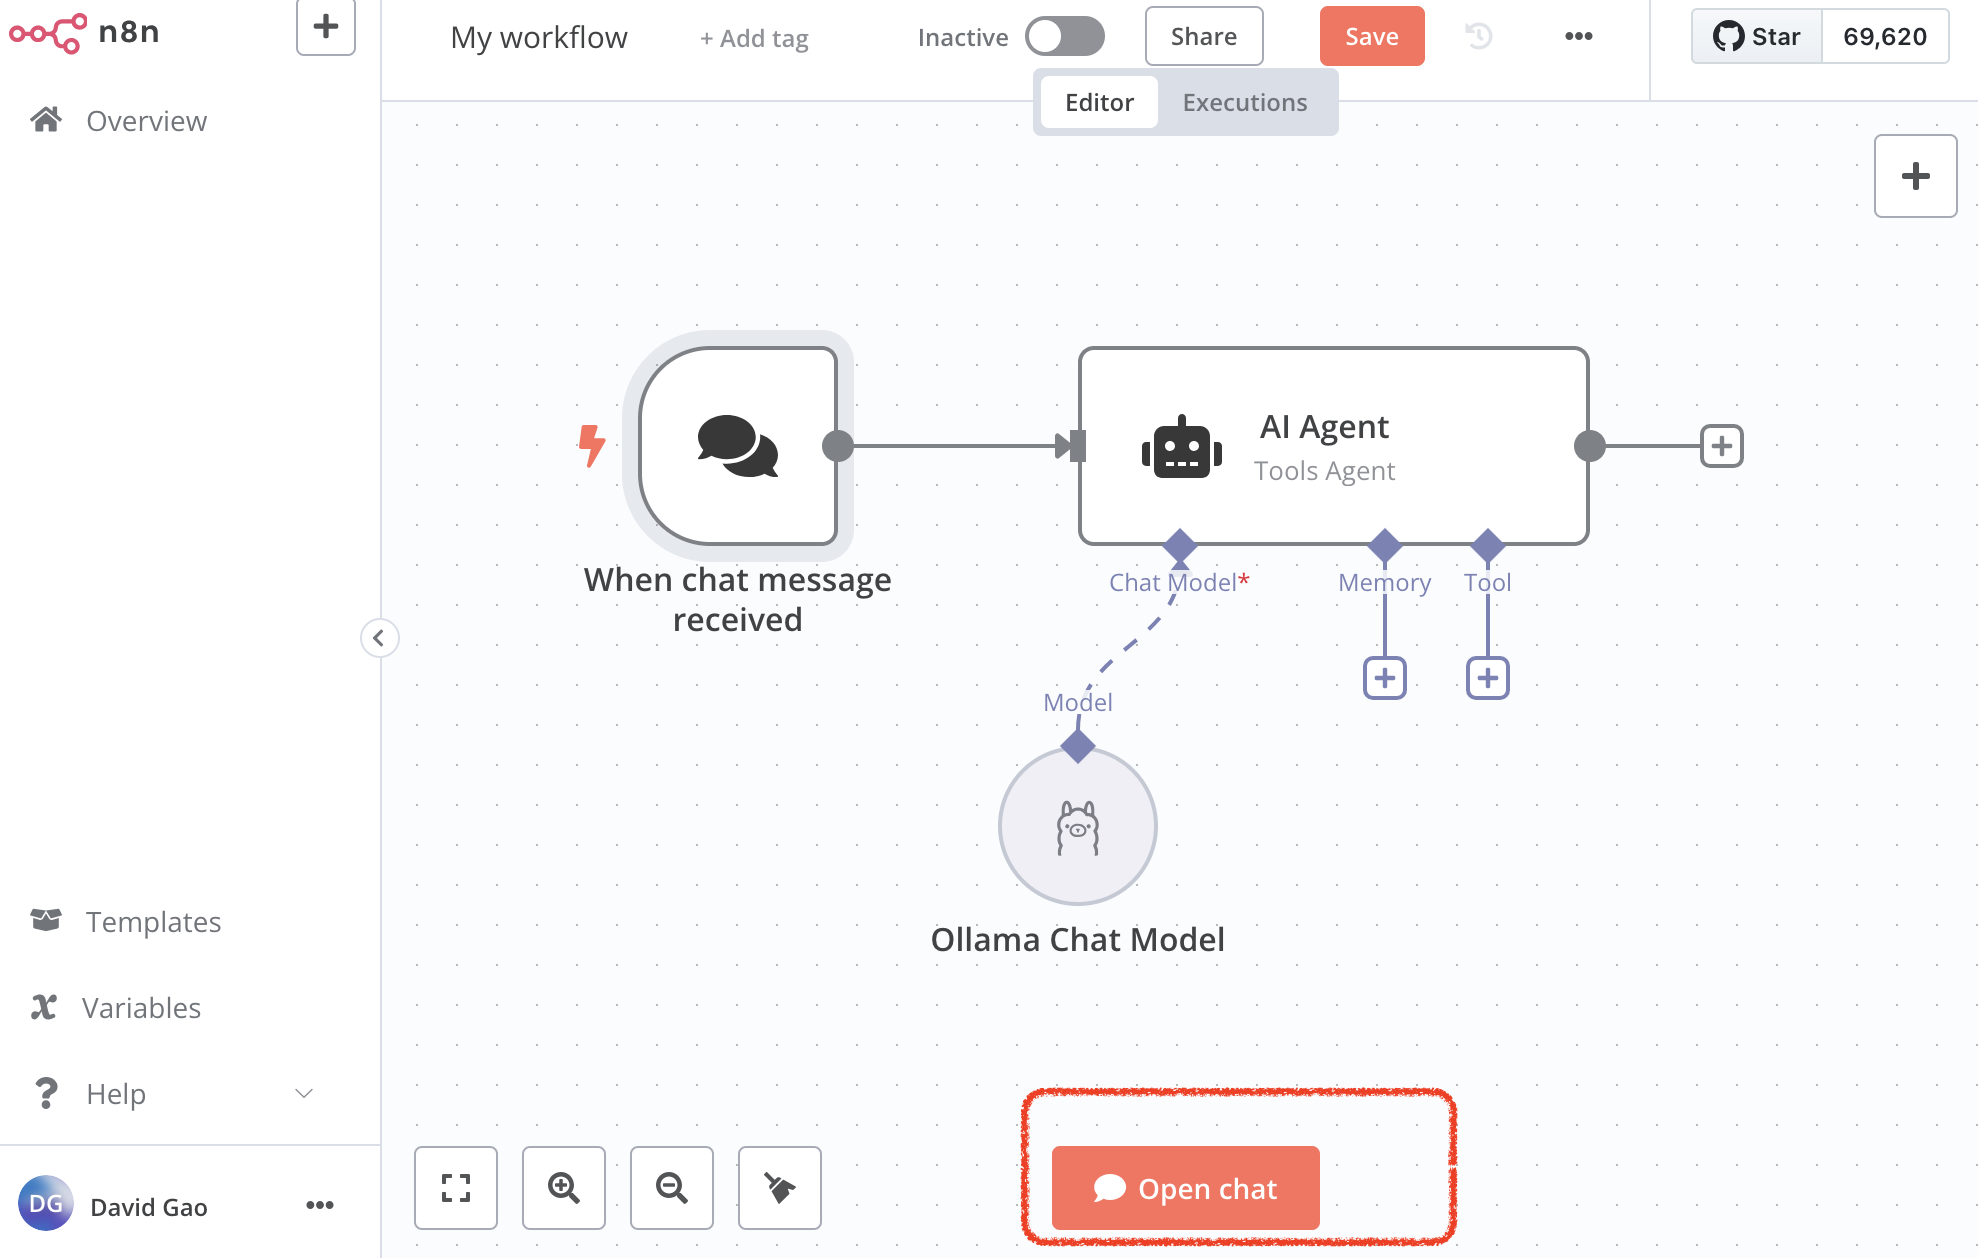 n8n
My workflow
+ Add tag
Inactive
Share
Save
Star
69,620
Editor
Executions
Overview
AI Agent
Tools Agent
When chat message
received
Chat Model*
Memory
Tool
Model
Ollama Chat Model
Templates
Variables
Help
DG
David Gao
Open chat